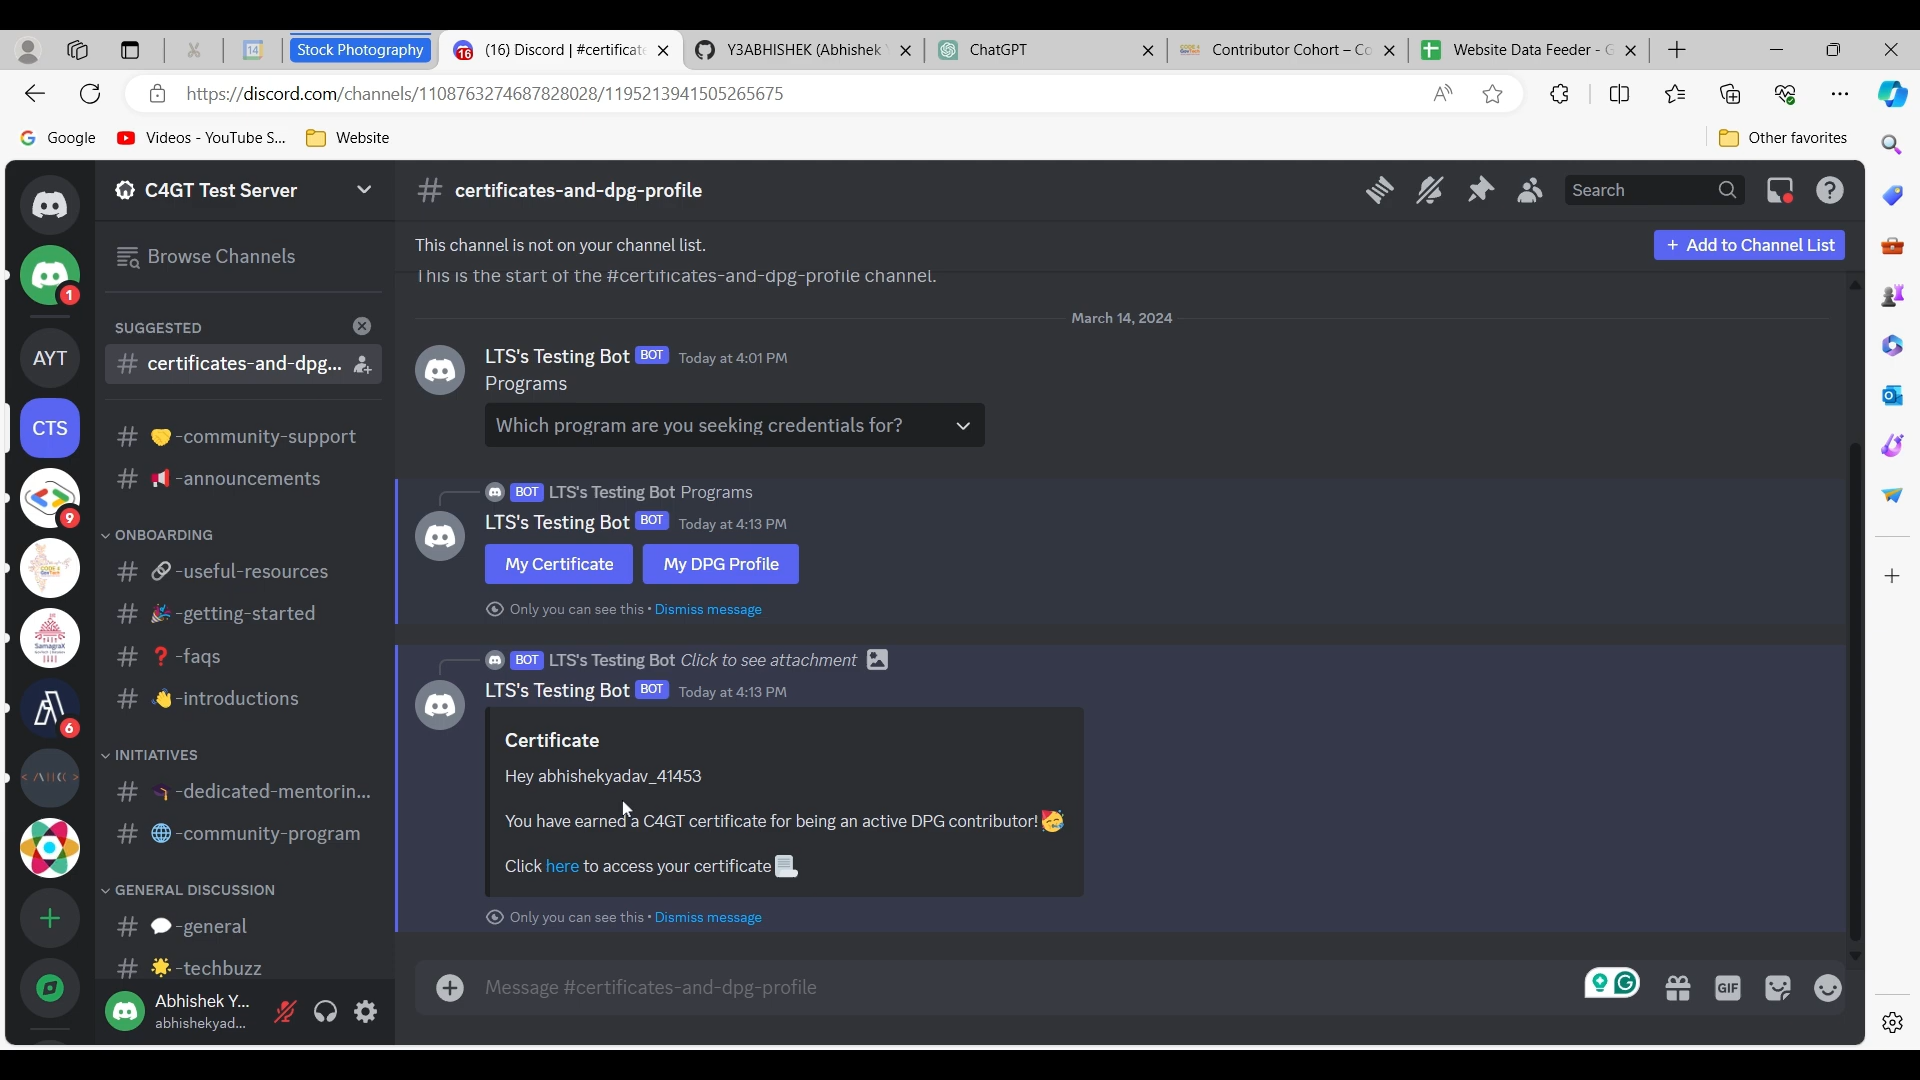 14
Stock Photography
16
(16) Discord | #certificate
Y3ABHISHEK (Abhishek
ChatGPT
Contributor Cohort – Co
Website Data Feeder - G
https://discord.com/channels/1108763274687828028/1195213941505265675
Google
Videos - YouTube S...
Website
Other favorites
C4GT Test Server
certificates-and-dpg-profile
Search
Browse Channels
This channel is not on your channel list.
+ Add to Channel List
This is the start of the #certificates-and-dpg-profile channel.
1
SUGGESTED
March 14, 2024
AYT
# certificates-and-dpg...
LTS's Testing Bot BOT Today at 4:01 PM
Programs
Which program are you seeking credentials for?
CTS
# 🤝-community-support
# 📢-announcements
BOT LTS's Testing Bot Programs
9
LTS's Testing Bot BOT Today at 4:13 PM
ONBOARDING
# 🔗-useful-resources
My Certificate
My DPG Profile
# 🎉-getting-started
Only you can see this • Dismiss message
SamagraX
# ❓-faqs
BOT LTS's Testing Bot Click to see attachment
LTS's Testing Bot BOT Today at 4:13 PM
# 👋-introductions
6
Certificate
INITIATIVES
Hey abhishekyadav_41453
# 🎓-dedicated-mentorin...
You have earned a C4GT certificate for being an active DPG contributor! 🥳
# 🌐-community-program
Click here to access your certificate📜
GENERAL DISCUSSION
Only you can see this • Dismiss message
# 💬-general
# 🌟-techbuzz
Message #certificates-and-dpg-profile
GIF
Abhishek Y...
abhishekyad...